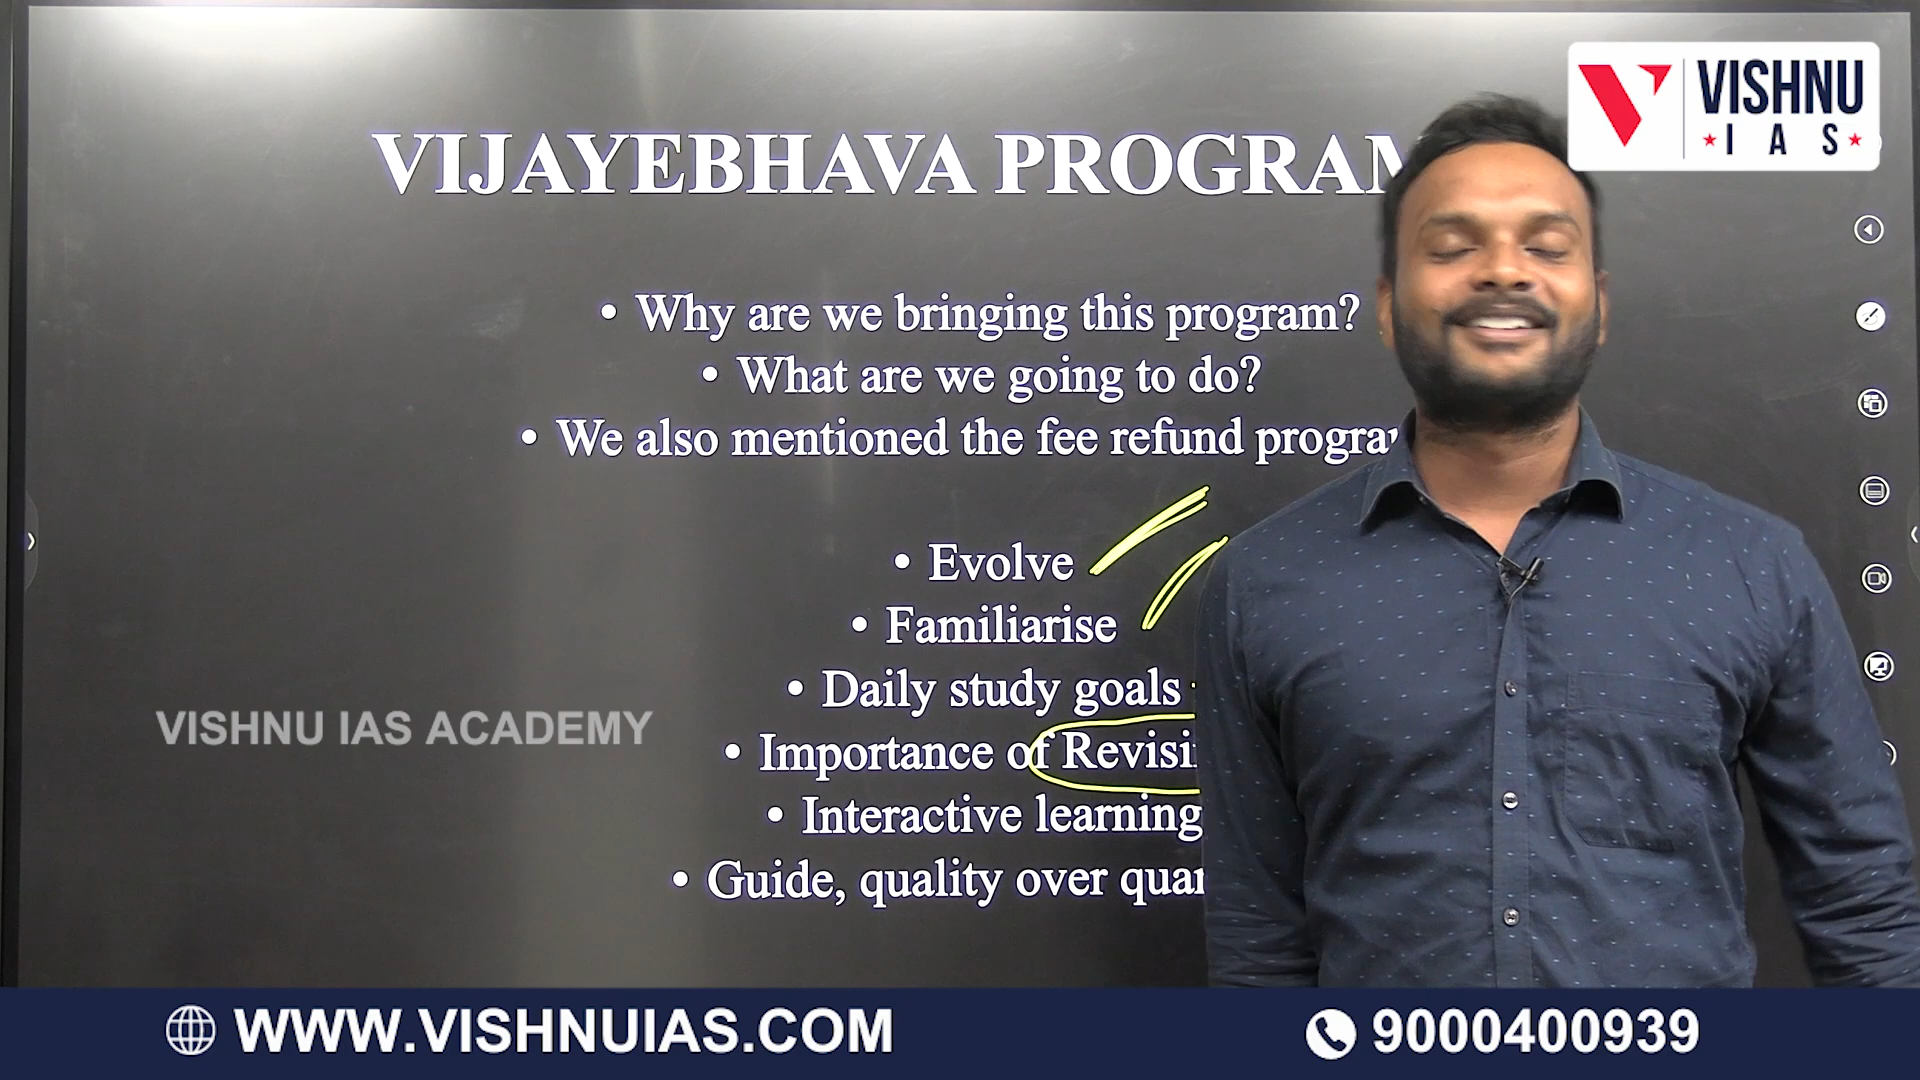 VISHNU
IAS
VIJAYEBHAVA PROGRAM
• Why are we bringing this program?
• What are we going to do?
• We also mentioned the fee refund
• Evolve
• Familiarise
• Daily study goals
• Importance of
• Interactive learning
• Guide, quality over
VISHNU IAS ACADEMY
WWW.VISHNUIAS.COM
9000400939